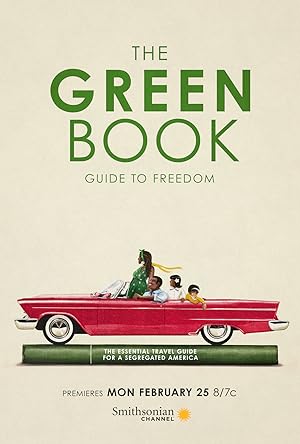 THE
GREEN
BOOK
GUIDE TO FREEDOM
THE ESSENTIAL TRAVEL GUIDE
FOR A SEGREGATED AMERICA
PREMIERES MON FEBRUARY 25 8/7c
Smithsonian
CHANNEL